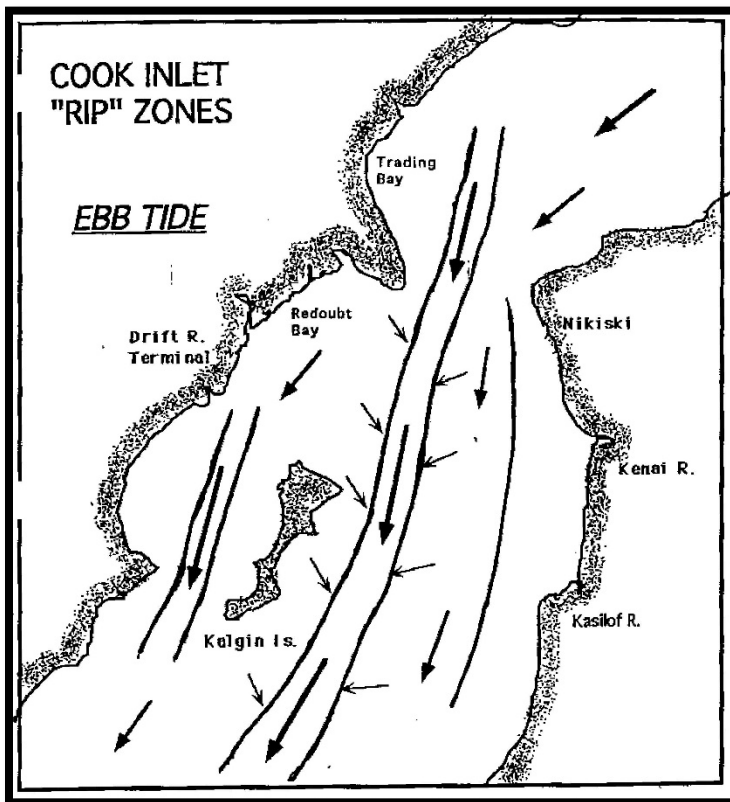 COOK INLET
"RIP" ZONES
EBB TIDE
Trading
Bay
Redoubt
Bay
Drift R.
Terminal
Nikiski
Kenai R.
Kasilof R.
Kalgin Is.